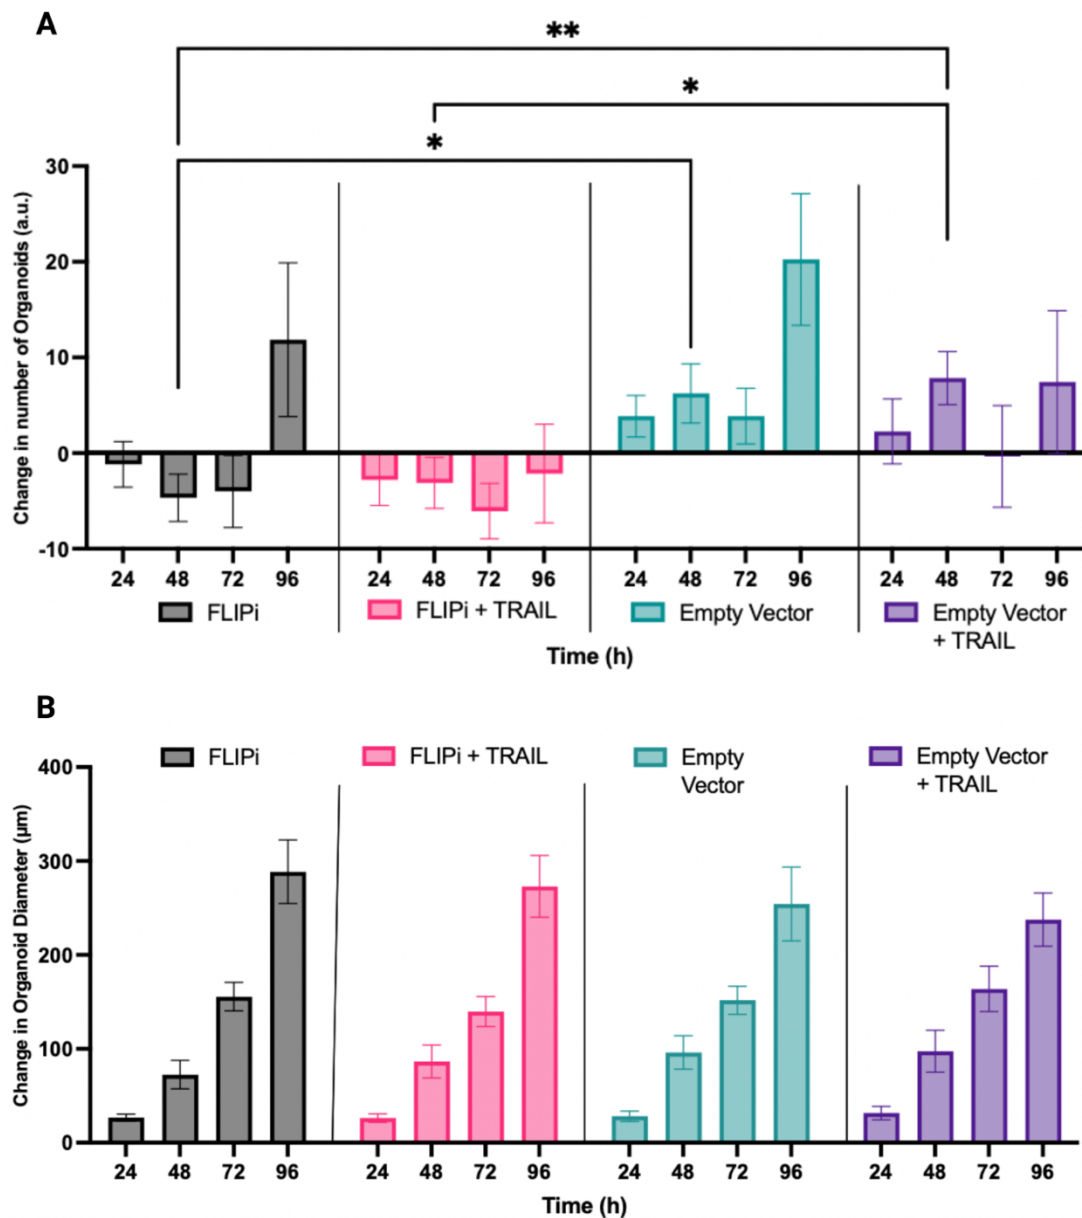 A
**
*
*
Change in number of Organoids (a.u.)
30
20
10
0
-10
24 48 72 96 24 48 72 96 24 48 72 96 24 48 72 96
FLIPi FLIPi + TRAIL Empty Vector Empty Vector
+ TRAIL
Time (h)
B
FLIPi FLIPi + TRAIL Empty Empty Vector
Vector + TRAIL
Change in Organoid Diameter (µm)
400
300
200
100
0
24 48 72 96 24 48 72 96 24 48 72 96 24 48 72 96
Time (h)